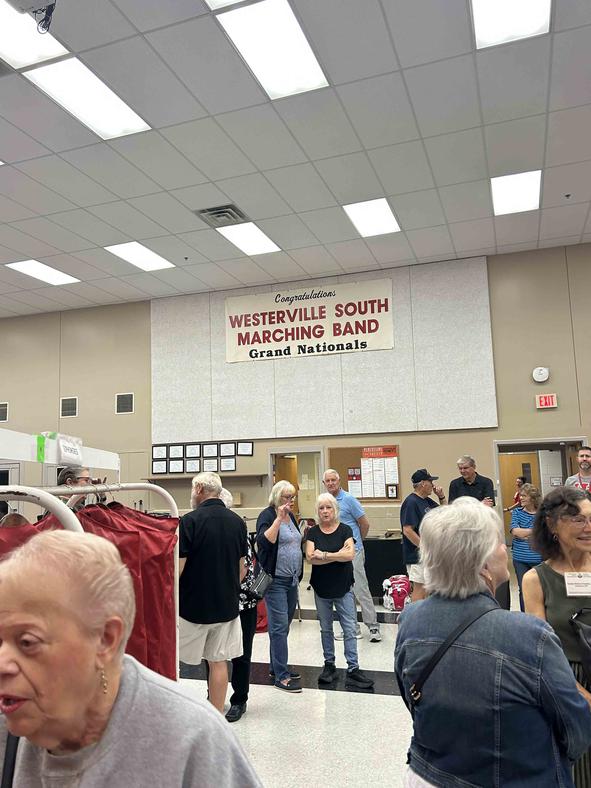 Congratulations
WESTERVILLE SOUTH
MARCHING BAND
Grand Nationals
EXIT